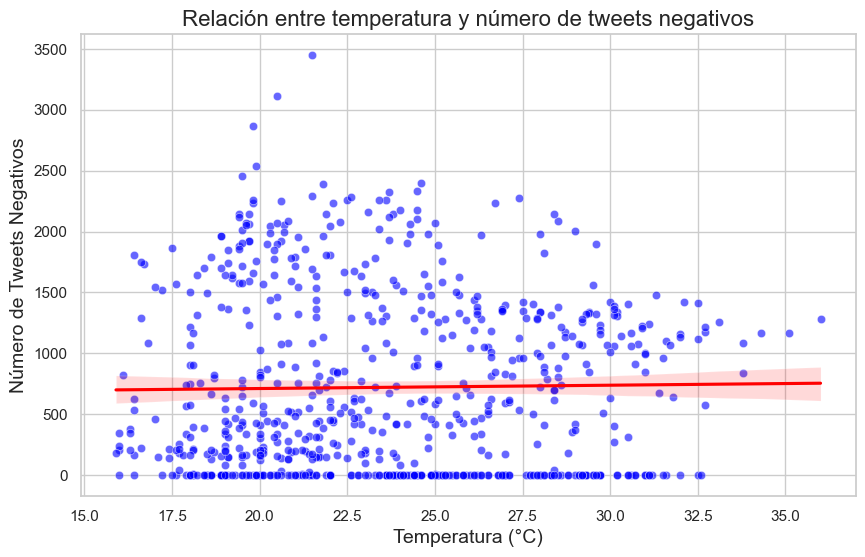 Relación entre temperatura y número de tweets negativos
Número de Tweets Negativos
3500
3000
2500
2000
1500
1000
500
0
15.0 17.5 20.0 22.5 25.0 27.5 30.0 32.5 35.0
Temperatura (°C)